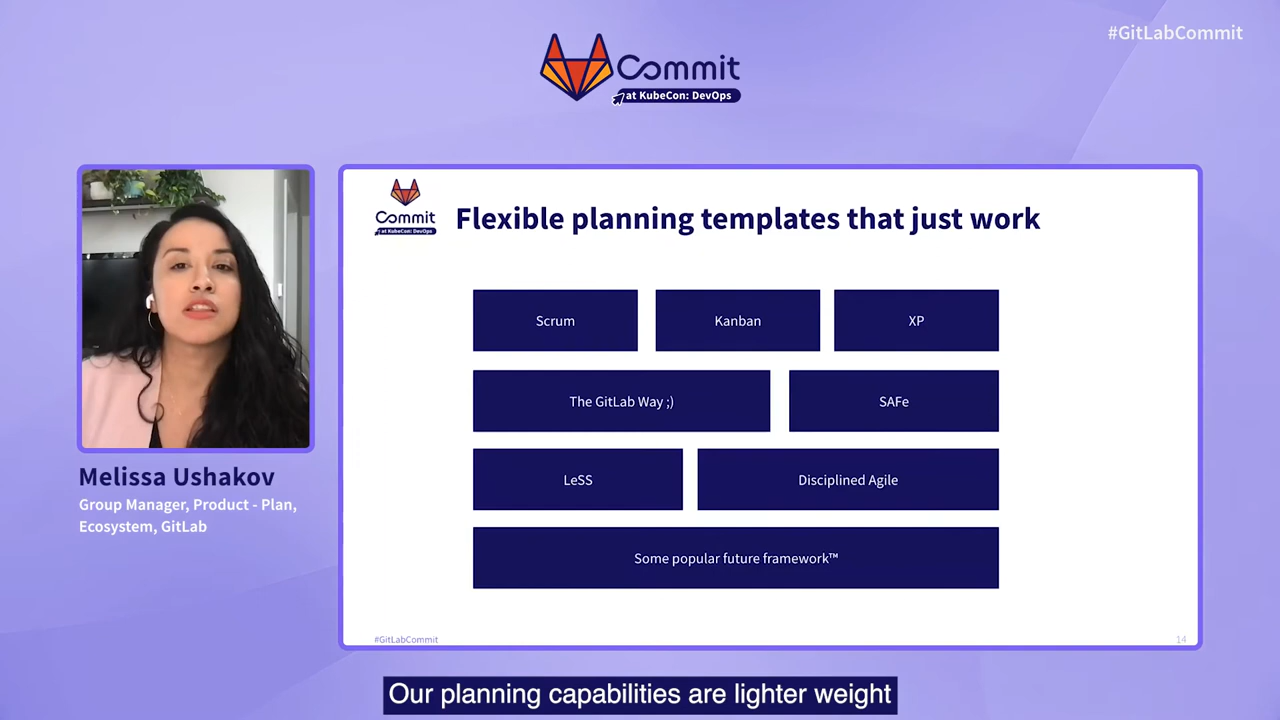 #GitLabCommit
Commit
at KubeCon: DevOps
Commit
at KubeCon: DevOps
Flexible planning templates that just work
Scrum
Kanban
XP
The GitLab Way ;)
SAFe
LeSS
Disciplined Agile
Some popular future framework™
#GitLabCommit
14
Melissa Ushakov
Group Manager, Product - Plan,
Ecosystem, GitLab
Our planning capabilities are lighter weight